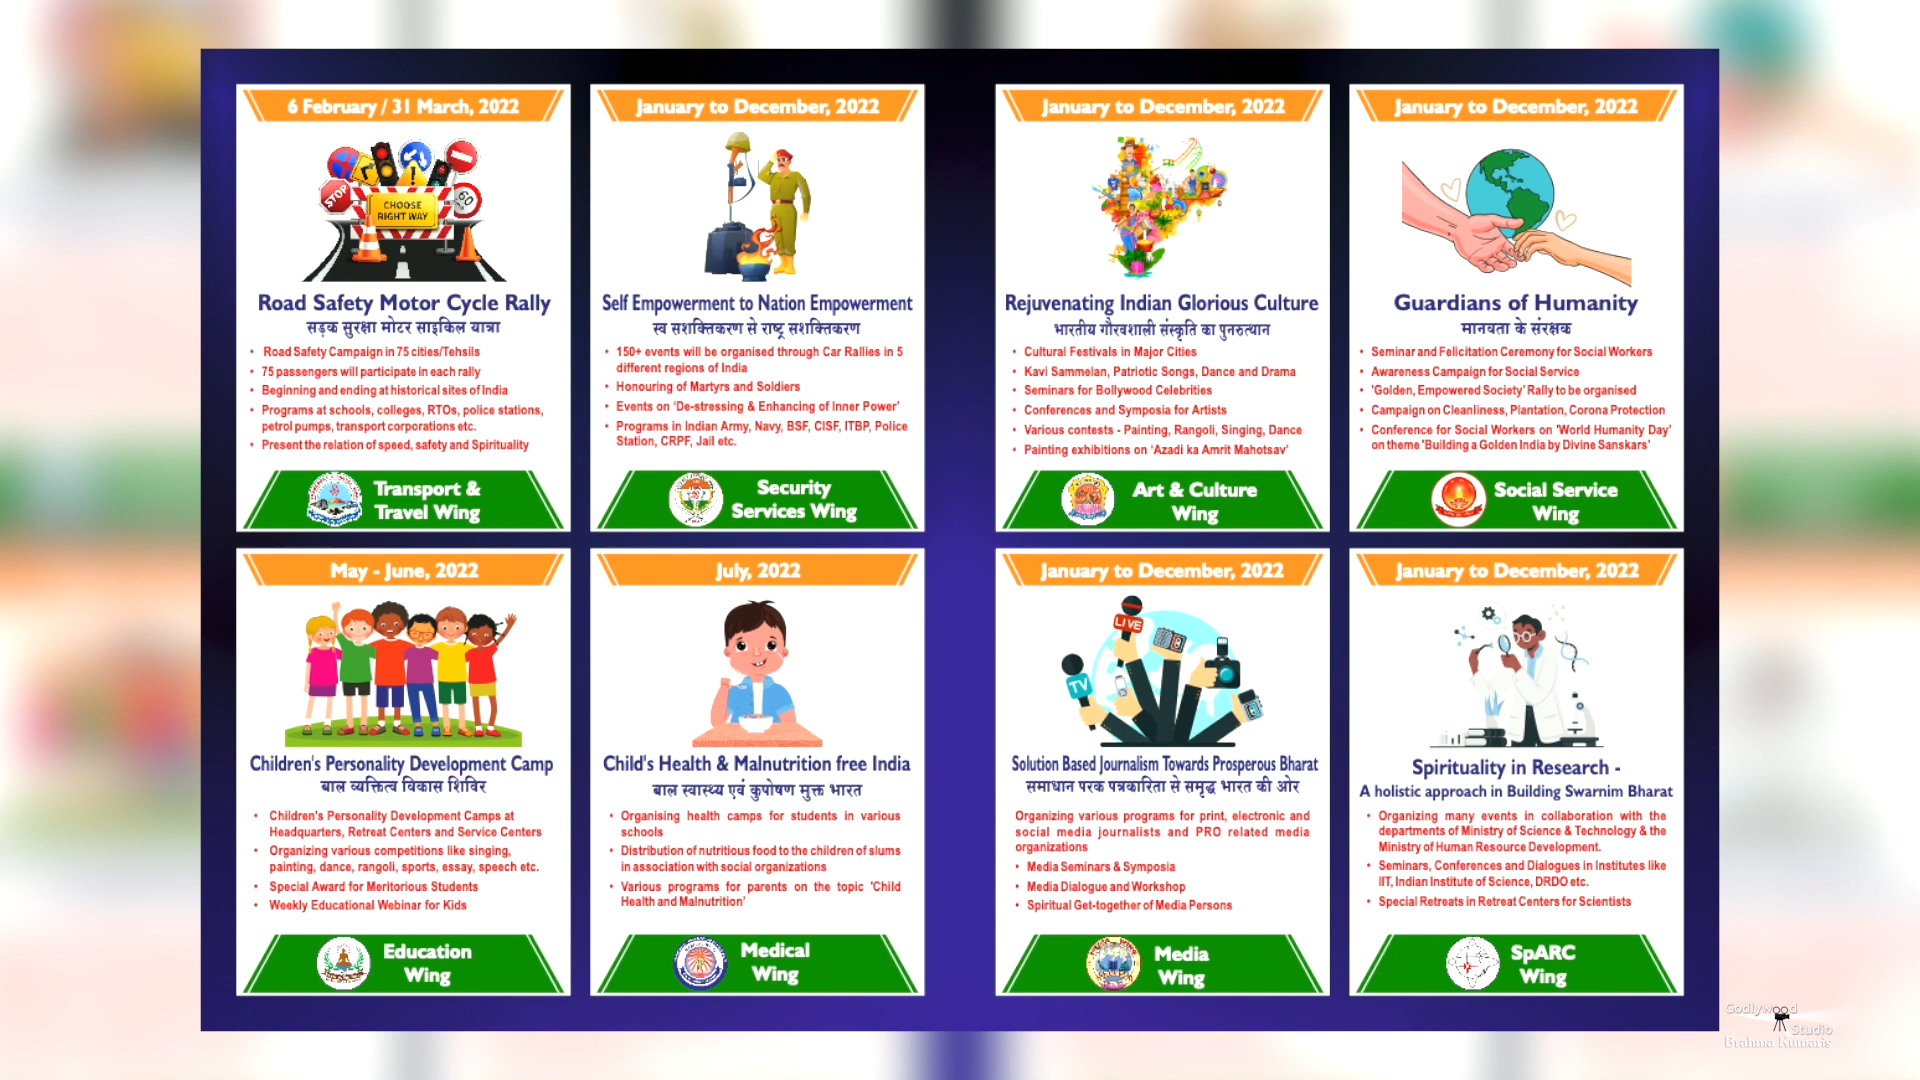 6 February / 31 March, 2022
STOP
60
CHOOSE
RIGHT WAY
Road Safety Motor Cycle Rally
सड़क सुरक्षा मोटर साइकिल यात्रा
• Road Safety Campaign in 75 cities/Tehsils
• 75 passengers will participate in each rally
• Beginning and ending at historical sites of India
• Programs at schools, colleges, RTOs, police stations,
petrol pumps, transport corporations etc.
• Present the relation of speed, safety and Spirituality
Transport &
Travel Wing
January to December, 2022
Self Empowerment to Nation Empowerment
स्व सशक्तिकरण से राष्ट्र सशक्तिकरण
• 150+ events will be organised through Car Rallies in 5
different regions of India
• Honouring of Martyrs and Soldiers
• Events on ‘De-stressing & Enhancing of Inner Power’
• Programs in Indian Army, Navy, BSF, CISF, ITBP, Police
Station, CRPF, Jail etc.
Security
Services Wing
January to December, 2022
Rejuvenating Indian Glorious Culture
भारतीय गौरवशाली संस्कृति का पुनरुत्थान
• Cultural Festivals in Major Cities
• Kavi Sammelan, Patriotic Songs, Dance and Drama
• Seminars for Bollywood Celebrities
• Conferences and Symposia for Artists
• Various contests - Painting, Rangoli, Singing, Dance
• Painting exhibitions on ‘Azadi ka Amrit Mahotsav’
Art & Culture
Wing
January to December, 2022
Guardians of Humanity
मानवता के संरक्षक
• Seminar and Felicitation Ceremony for Social Workers
• Awareness Campaign for Social Service
• 'Golden, Empowered Society' Rally to be organised
• Campaign on Cleanliness, Plantation, Corona Protection
• Conference for Social Workers on 'World Humanity Day'
on theme 'Building a Golden India by Divine Sanskars'
Social Service
Wing
May - June, 2022
Children's Personality Development Camp
बाल व्यक्तित्व विकास शिविर
• Children's Personality Development Camps at
Headquarters, Retreat Centers and Service Centers
• Organizing various competitions like singing,
painting, dance, rangoli, sports, essay, speech etc.
• Special Award for Meritorious Students
• Weekly Educational Webinar for Kids
Education
Wing
July, 2022
Child's Health & Malnutrition free India
बाल स्वास्थ्य एवं कुपोषण मुक्त भारत
• Organising health camps for students in various
schools
• Distribution of nutritious food to the children of slums
in association with social organizations
• Various programs for parents on the topic 'Child
Health and Malnutrition'
Medical
Wing
January to December, 2022
LIVE
TV
Solution Based Journalism Towards Prosperous Bharat
समाधान परक पत्रकारिता से समृद्ध भारत की ओर
Organizing various programs for print, electronic and
social media journalists and PRO related media
organizations
• Media Seminars & Symposia
• Media Dialogue and Workshop
• Spiritual Get-together of Media Persons
Media
Wing
January to December, 2022
Spirituality in Research -
A holistic approach in Building Swarnim Bharat
• Organizing many events in collaboration with the
departments of Ministry of Science & Technology & the
Ministry of Human Resource Development.
• Seminars, Conferences and Dialogues in Institutes like
IIT, Indian Institute of Science, DRDO etc.
• Special Retreats in Retreat Centers for Scientists
SpARC
Wing
Godlywood
Studio
Brahma Kumaris